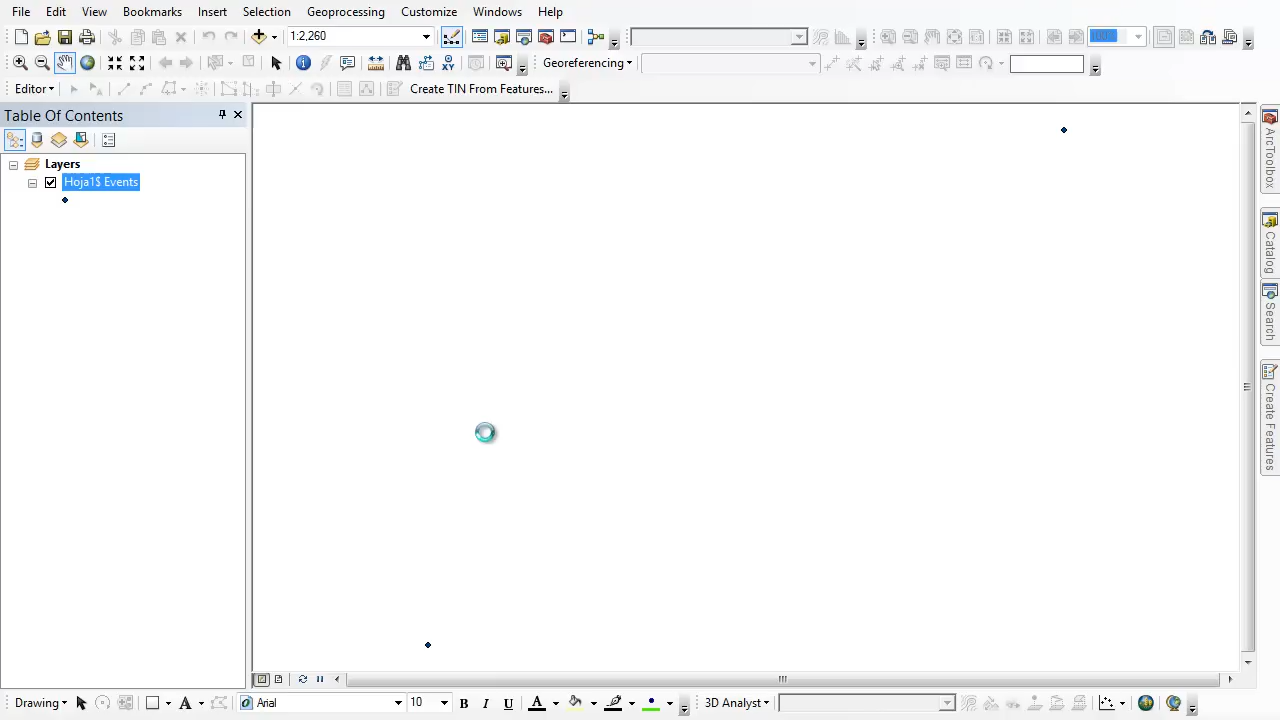 File Edit View Bookmarks Insert Selection Geoprocessing Customize Windows Help
1:2,260
100%
Georeferencing
Editor Create TIN From Features...
Table Of Contents
Layers
Hoja1$ Events
ArcToolbox
Catalog
Search
Create Features
Drawing Arial 10 B I U A 3D Analyst